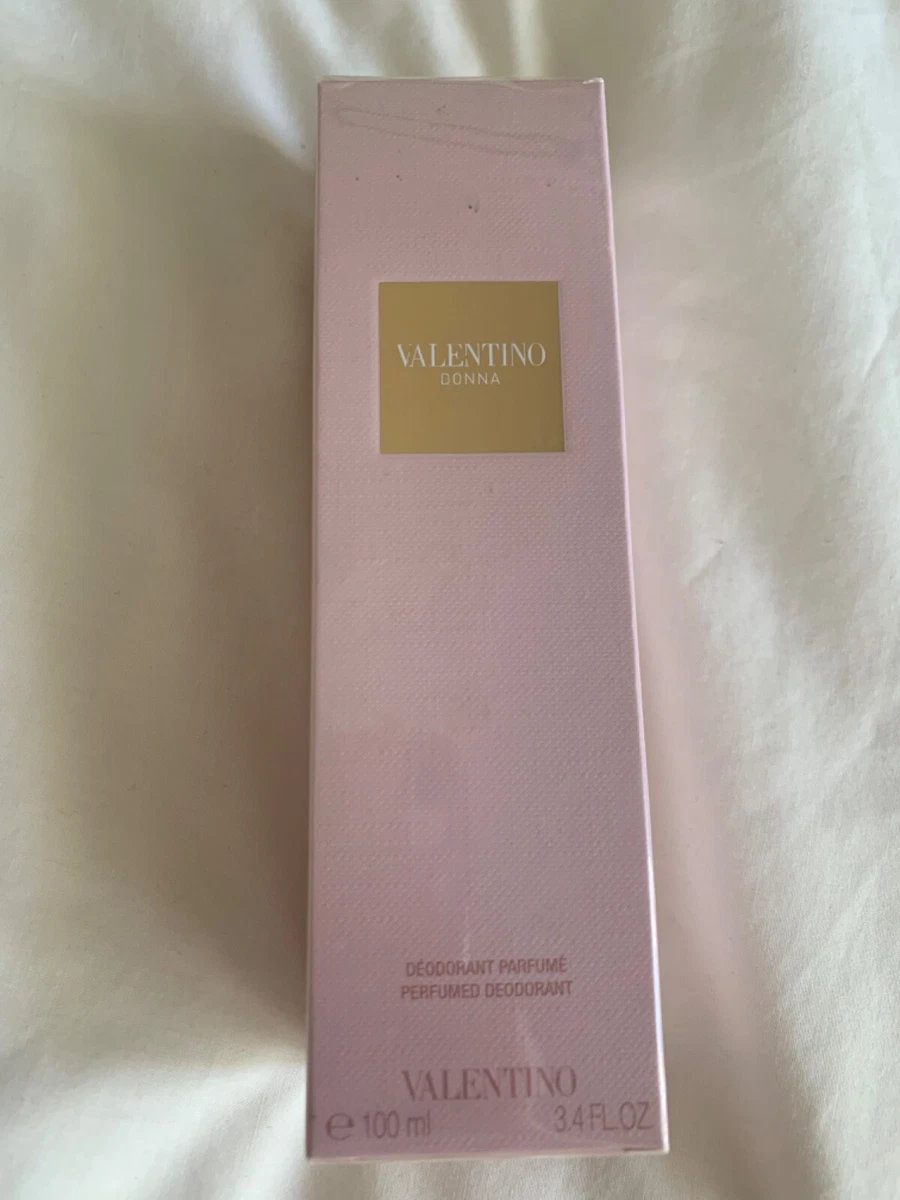 VALENTINO
DONNA
DÉODORANT PARFUMÉ
PERFUMED DEODORANT
VALENTINO
℮ 100 ml 3.4 FL.OZ